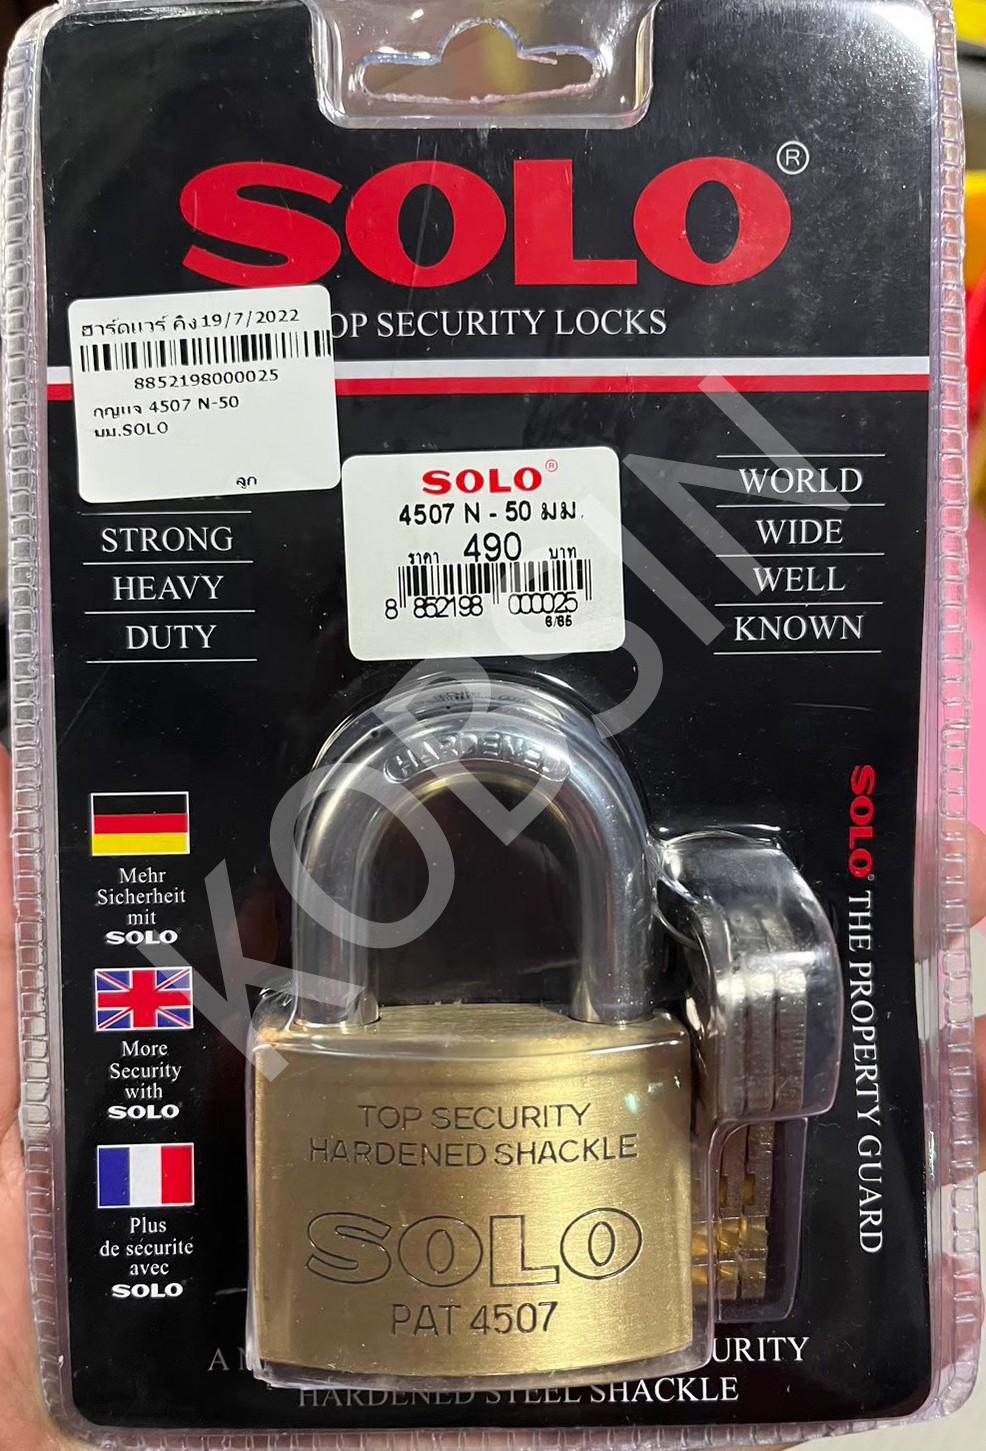 SOLO®
OP SECURITY LOCKS
ฮาร์ดแวร์ คิง 19/7/2022
8852198000025
กุญแจ 4507 N-50
มม.SOLO
ลูก
SOLO®
4507 N - 50 มม.
ราคา 490 บาท
8 852198 000025
6/65
STRONG
HEAVY
DUTY
WORLD
WIDE
WELL
KNOWN
HARDENED
Mehr
Sicherheit
mit
SOLO
More
Security
with
SOLO
Plus
de sécurité
avec
SOLO
SOLO® THE PROPERTY GUARD
TOP SECURITY
HARDENED SHACKLE
SOLO
PAT 4507
URITY
HARDENED STEEL SHACKLE
KOBSIN